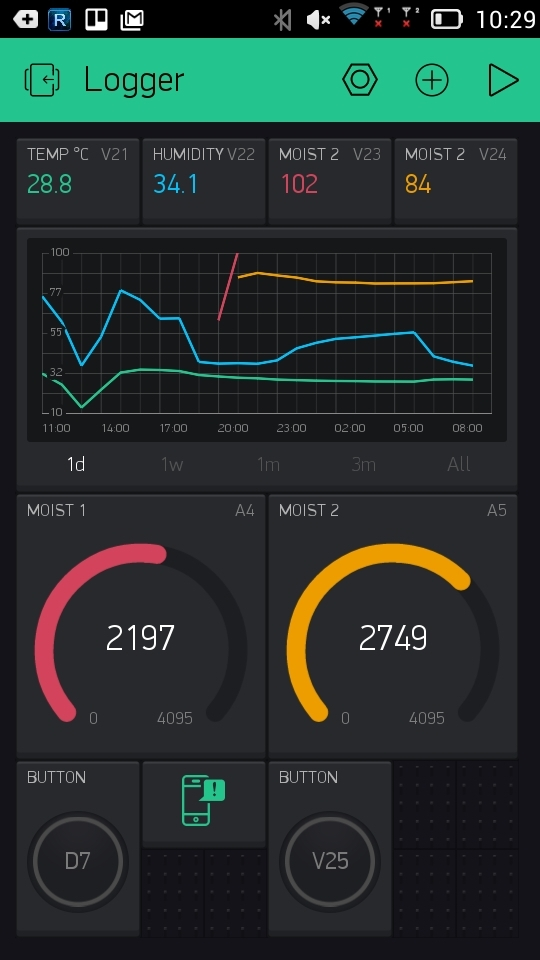 R
1 2
10:29
Logger
TEMP °C V21 HUMIDITY V22 MOIST 2 V23 MOIST 2 V24
28.8 34.1 102 84
100
77
55
32
10
11:00 14:00 17:00 20:00 23:00 02:00 05:00 08:00
1d 1w 1m 3m All
MOIST 1 A4 MOIST 2 A5
2197 2749
0 4095 0 4095
BUTTON BUTTON
D7 V25